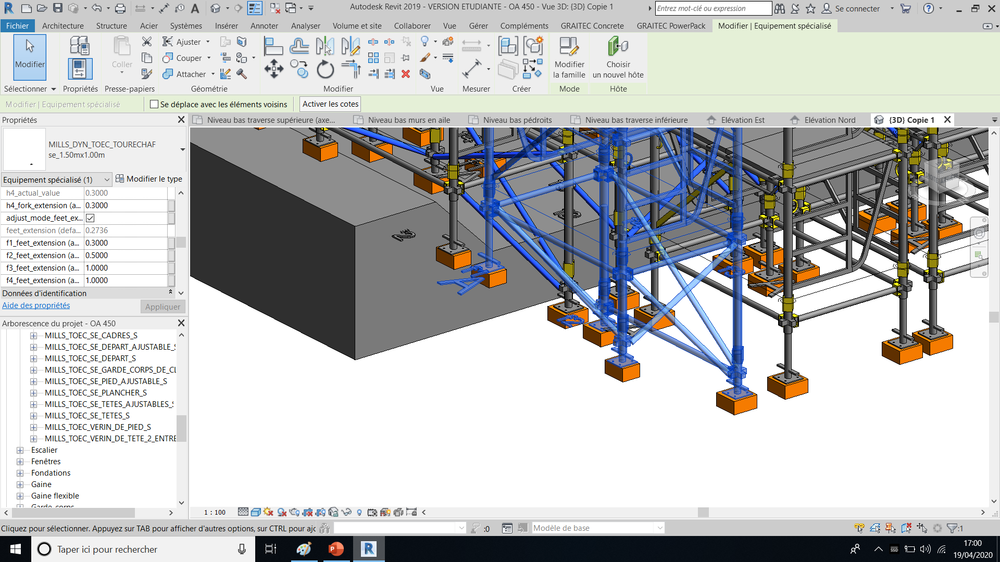 Autodesk Revit 2019 - VERSION ETUDIANTE - OA 450 - Vue 3D: {3D} Copie 1
Entrez mot-clé ou expression
Se connecter
Fichier Architecture Structure Acier Systèmes Insérer Annoter Analyser Volume et site Collaborer Vue Gérer Compléments GRAITEC Concrete GRAITEC PowerPack Modifier | Equipement spécialisé
Modifier
Coller
Ajuster
Couper
Attacher
Modifier
la famille
Choisir
un nouvel hôte
Sélectionner Propriétés Presse-papiers Géométrie Modifier Vue Mesurer Créer Mode Hôte
Modifier | Equipement spécialisé
Se déplace avec les éléments voisins
Activer les cotes
Propriétés
Niveau bas traverse supérieure (axe...
Niveau bas murs en aile
Niveau bas pédroits
Niveau bas traverse inférieure
Elévation Est
Elévation Nord
{3D} Copie 1
MILLS_DYN_TOEC_TOURECHAF
se_1.50mx1.00m
Equipement spécialisé (1)
Modifier le type
h4_actual_value 0.3000
h4_fork_extension (a... 0.3000
adjust_mode_feet_ex...
feet_extension (defa... 0.2736
f1_feet_extension (a... 0.3000
f2_feet_extension (a... 0.5000
f3_feet_extension (a... 1.0000
f4_feet_extension (a... 1.0000
Données d'identification
Aide des propriétés
Appliquer
Arborescence du projet - OA 450
MILLS_TOEC_SE_CADRES_S
MILLS_TOEC_SE_DEPART_AJUSTABLE_S
MILLS_TOEC_SE_DEPART_S
MILLS_TOEC_SE_GARDE_CORPS_DE_CL
MILLS_TOEC_SE_PIED_AJUSTABLE_S
MILLS_TOEC_SE_PLANCHER_S
MILLS_TOEC_SE_TETES_AJUSTABLES_S
MILLS_TOEC_SE_TETES_S
MILLS_TOEC_VERIN_DE_PIED_S
MILLS_TOEC_VERIN_DE_TETE_2_ENTRE
Escalier
Fenêtres
Fondations
Gaine
Gaine flexible
Garde-corps
1 : 100
Cliquez pour sélectionner. Appuyez sur TAB pour afficher d'autres options, sur CTRL pour ajo
:0
Modèle de base
:1
Taper ici pour rechercher
SSD
17:00
19/04/2020